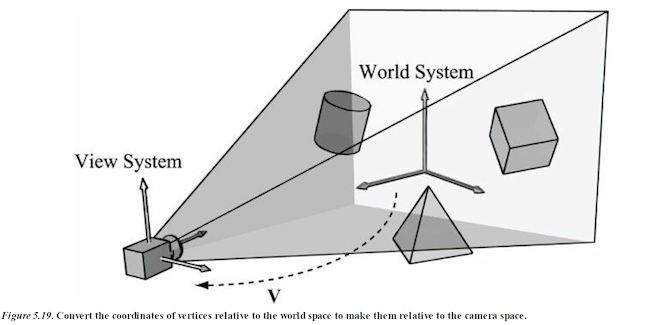 World System
View System
V
Figure 5.19. Convert the coordinates of vertices relative to the world space to make them relative to the camera space.